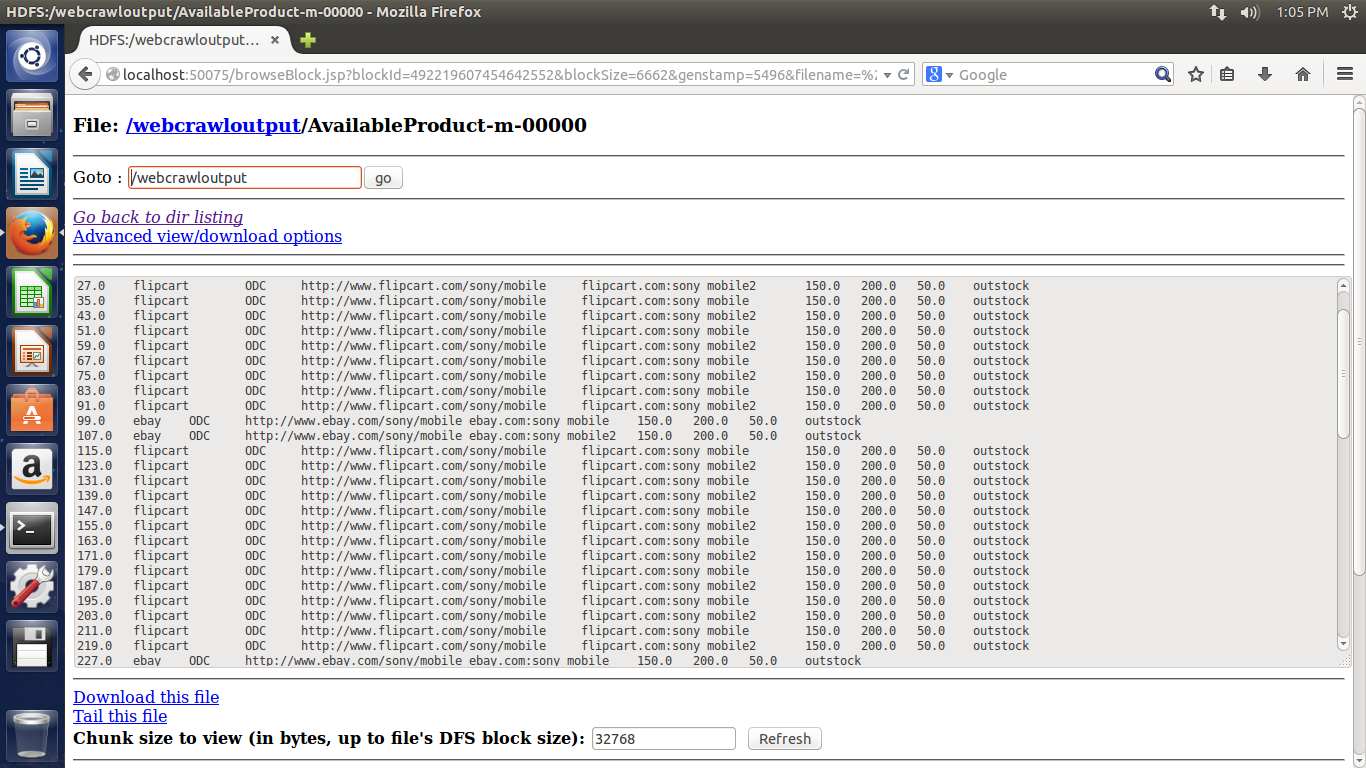 HDFS:/webcrawloutput/AvailableProduct-m-00000 - Mozilla Firefox 1:05 PM
HDFS:/webcrawloutput...
localhost:50075/browseBlock.jsp?blockId=492219607454642552&blockSize=6662&genstamp=5496&filename=%2 Google
File: /webcrawloutput/AvailableProduct-m-00000
Goto : /webcrawloutput go
Go back to dir listing
Advanced view/download options
27.0 flipcart ODC http://www.flipcart.com/sony/mobile flipcart.com:sony mobile2 150.0 200.0 50.0 outstock
35.0 flipcart ODC http://www.flipcart.com/sony/mobile flipcart.com:sony mobile 150.0 200.0 50.0 outstock
43.0 flipcart ODC http://www.flipcart.com/sony/mobile flipcart.com:sony mobile2 150.0 200.0 50.0 outstock
51.0 flipcart ODC http://www.flipcart.com/sony/mobile flipcart.com:sony mobile 150.0 200.0 50.0 outstock
59.0 flipcart ODC http://www.flipcart.com/sony/mobile flipcart.com:sony mobile2 150.0 200.0 50.0 outstock
67.0 flipcart ODC http://www.flipcart.com/sony/mobile flipcart.com:sony mobile 150.0 200.0 50.0 outstock
75.0 flipcart ODC http://www.flipcart.com/sony/mobile flipcart.com:sony mobile2 150.0 200.0 50.0 outstock
83.0 flipcart ODC http://www.flipcart.com/sony/mobile flipcart.com:sony mobile 150.0 200.0 50.0 outstock
91.0 flipcart ODC http://www.flipcart.com/sony/mobile flipcart.com:sony mobile2 150.0 200.0 50.0 outstock
99.0 ebay ODC http://www.ebay.com/sony/mobile ebay.com:sony mobile 150.0 200.0 50.0 outstock
107.0 ebay ODC http://www.ebay.com/sony/mobile ebay.com:sony mobile2 150.0 200.0 50.0 outstock
115.0 flipcart ODC http://www.flipcart.com/sony/mobile flipcart.com:sony mobile 150.0 200.0 50.0 outstock
123.0 flipcart ODC http://www.flipcart.com/sony/mobile flipcart.com:sony mobile2 150.0 200.0 50.0 outstock
131.0 flipcart ODC http://www.flipcart.com/sony/mobile flipcart.com:sony mobile 150.0 200.0 50.0 outstock
139.0 flipcart ODC http://www.flipcart.com/sony/mobile flipcart.com:sony mobile2 150.0 200.0 50.0 outstock
147.0 flipcart ODC http://www.flipcart.com/sony/mobile flipcart.com:sony mobile 150.0 200.0 50.0 outstock
155.0 flipcart ODC http://www.flipcart.com/sony/mobile flipcart.com:sony mobile2 150.0 200.0 50.0 outstock
163.0 flipcart ODC http://www.flipcart.com/sony/mobile flipcart.com:sony mobile 150.0 200.0 50.0 outstock
171.0 flipcart ODC http://www.flipcart.com/sony/mobile flipcart.com:sony mobile2 150.0 200.0 50.0 outstock
179.0 flipcart ODC http://www.flipcart.com/sony/mobile flipcart.com:sony mobile 150.0 200.0 50.0 outstock
187.0 flipcart ODC http://www.flipcart.com/sony/mobile flipcart.com:sony mobile2 150.0 200.0 50.0 outstock
195.0 flipcart ODC http://www.flipcart.com/sony/mobile flipcart.com:sony mobile 150.0 200.0 50.0 outstock
203.0 flipcart ODC http://www.flipcart.com/sony/mobile flipcart.com:sony mobile2 150.0 200.0 50.0 outstock
211.0 flipcart ODC http://www.flipcart.com/sony/mobile flipcart.com:sony mobile 150.0 200.0 50.0 outstock
219.0 flipcart ODC http://www.flipcart.com/sony/mobile flipcart.com:sony mobile2 150.0 200.0 50.0 outstock
227.0 ebay ODC http://www.ebay.com/sony/mobile ebay.com:sony mobile 150.0 200.0 50.0 outstock
Download this file
Tail this file
Chunk size to view (in bytes, up to file's DFS block size): 32768 Refresh